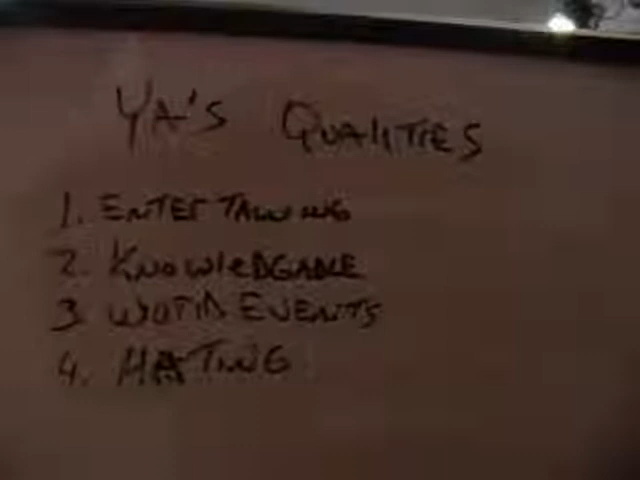 YA'S QUALITIES
1. ENTERTAINING
2. KNOWLEDGABLE
3. WORLD EVENTS
4. HATING